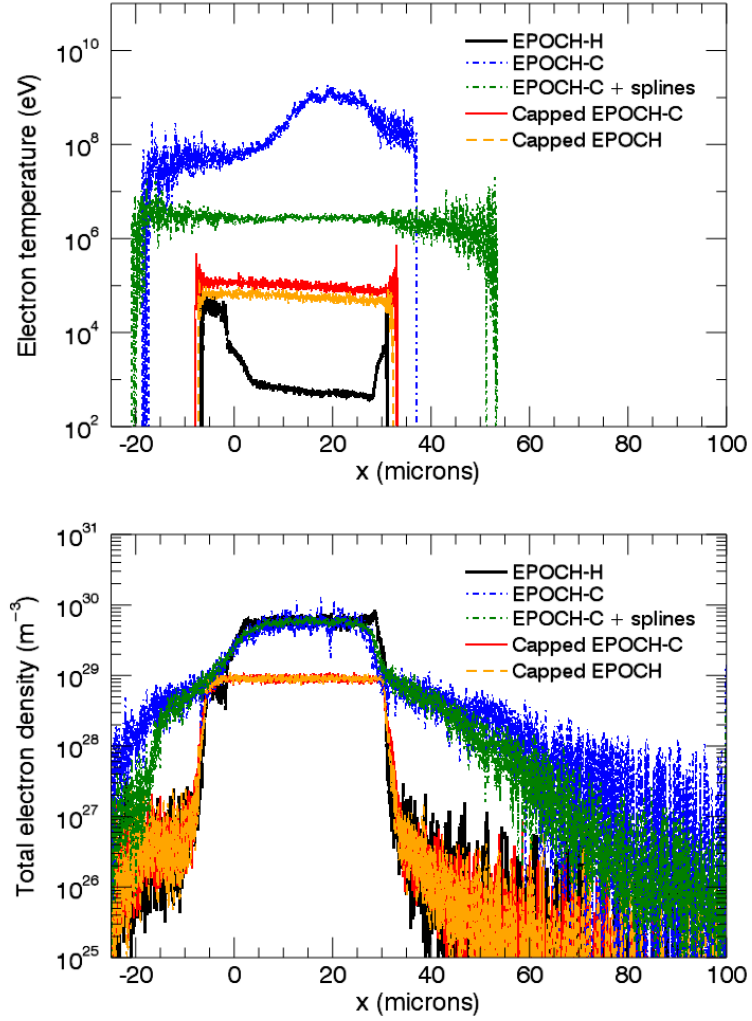 EPOCH-H
EPOCH-C
EPOCH-C + splines
Capped EPOCH-C
Capped EPOCH
Electron temperature (eV)
10^10
10^8
10^6
10^4
10^2
-20 0 20 40 60 80 100
x (microns)
EPOCH-H
EPOCH-C
EPOCH-C + splines
Capped EPOCH-C
Capped EPOCH
Total electron density (m^-3)
10^31
10^30
10^29
10^28
10^27
10^26
10^25
-20 0 20 40 60 80 100
x (microns)